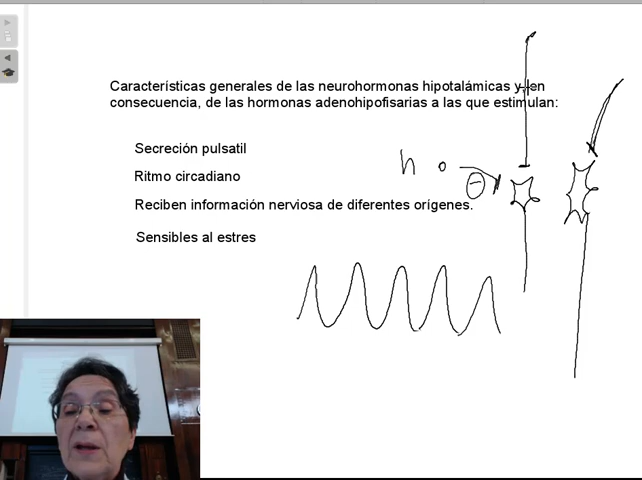 Características generales de las neurohormonas hipotalámicas y, en
consecuencia, de las hormonas adenohipofisarias a las que estimulan:
Secreción pulsatil
Ritmo circadiano
h
Reciben información nerviosa de diferentes orígenes.
Sensibles al estres